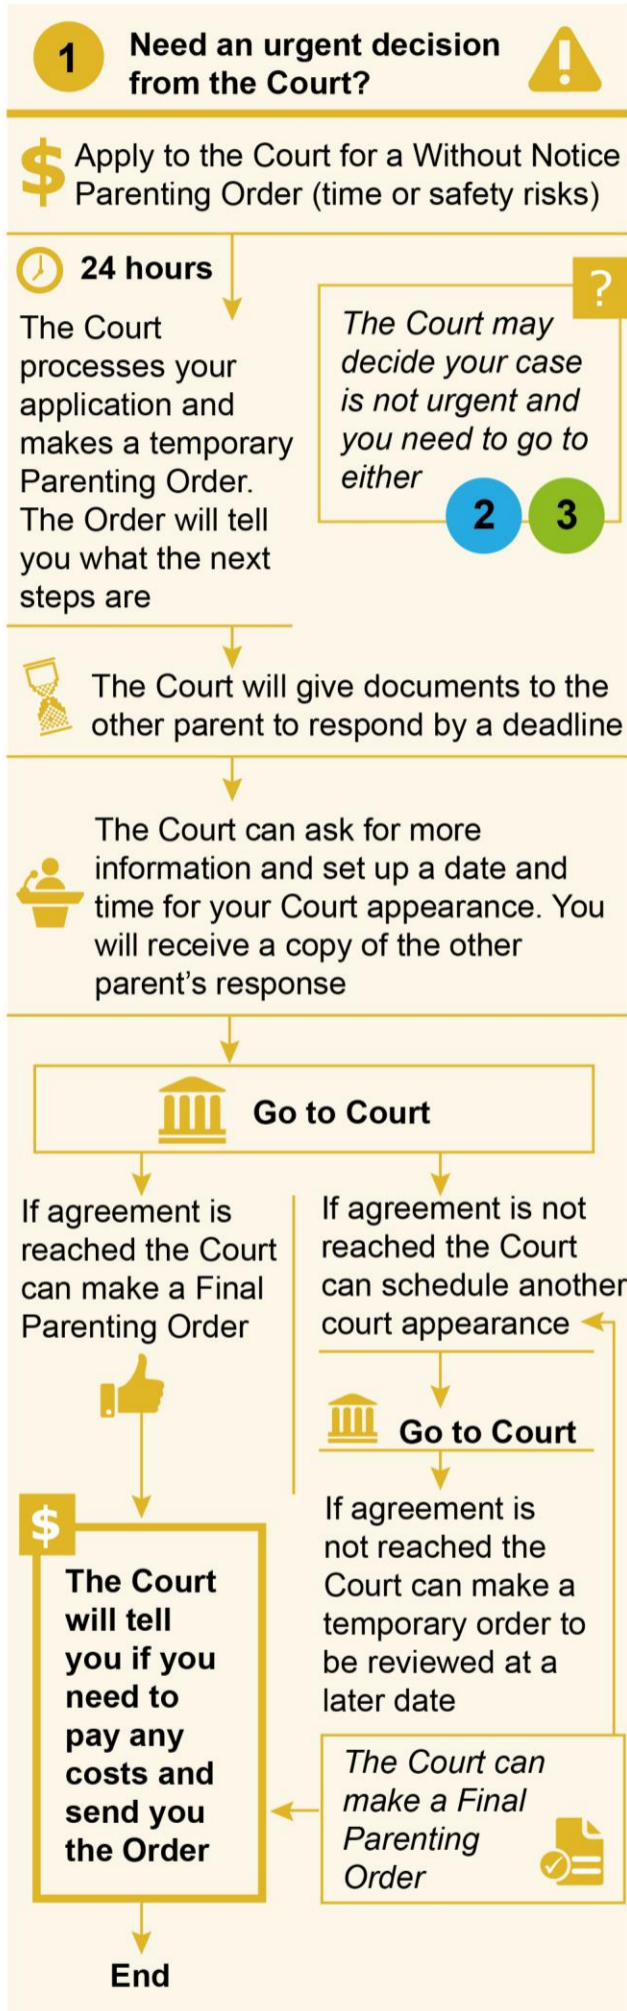 1
Need an urgent decision
from the Court?
$
Apply to the Court for a Without Notice
Parenting Order (time or safety risks)
24 hours
The Court
processes your
application and
makes a temporary
Parenting Order.
The Order will tell
you what the next
steps are
?
The Court may
decide your case
is not urgent and
you need to go to
either
2 3
The Court will give documents to the
other parent to respond by a deadline
The Court can ask for more
information and set up a date and
time for your Court appearance. You
will receive a copy of the other
parent’s response
Go to Court
If agreement is
reached the Court
can make a Final
Parenting Order
If agreement is not
reached the Court
can schedule another
court appearance
Go to Court
If agreement is
not reached the
Court can make a
temporary order to
be reviewed at a
later date
The Court can
make a Final
Parenting
Order
$
The Court
will tell
you if you
need to
pay any
costs and
send you
the Order
End